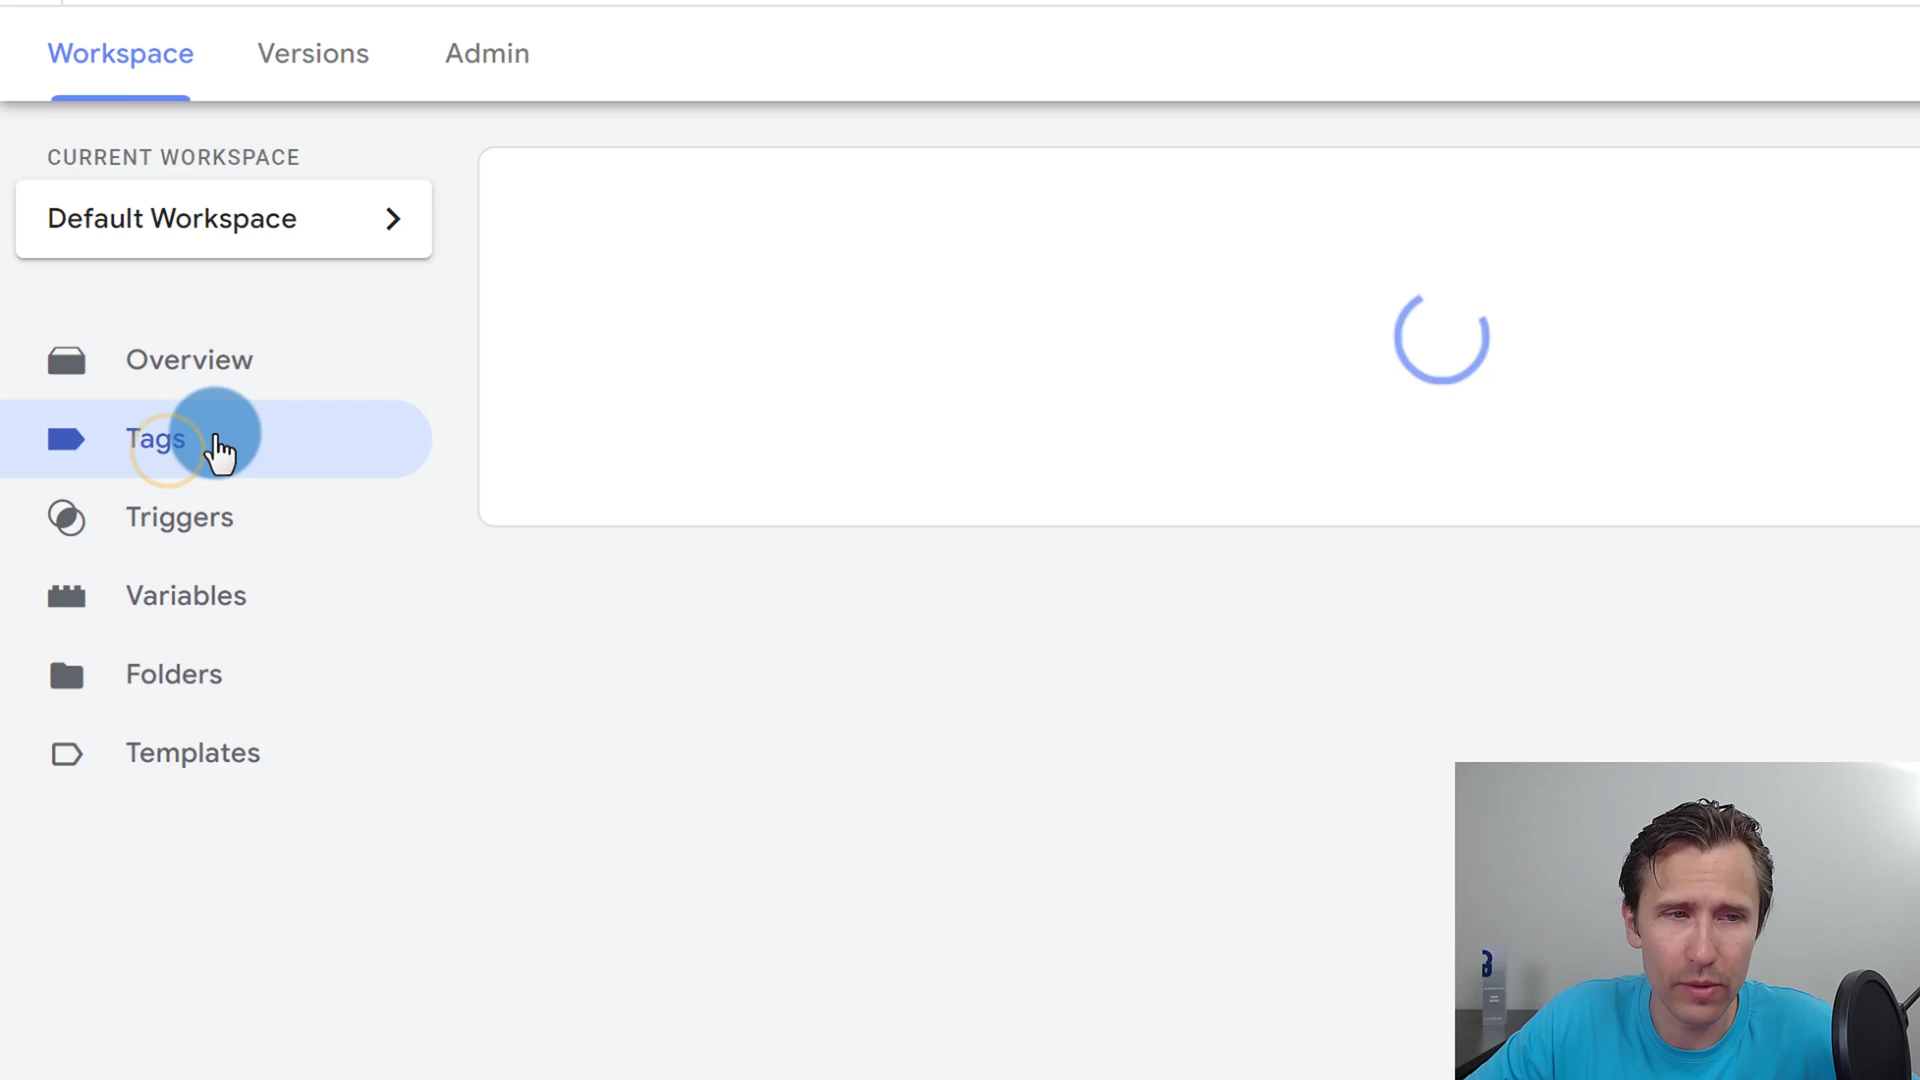 Workspace Versions Admin
CURRENT WORKSPACE
Default Workspace
Overview
Tags
Triggers
Variables
Folders
Templates